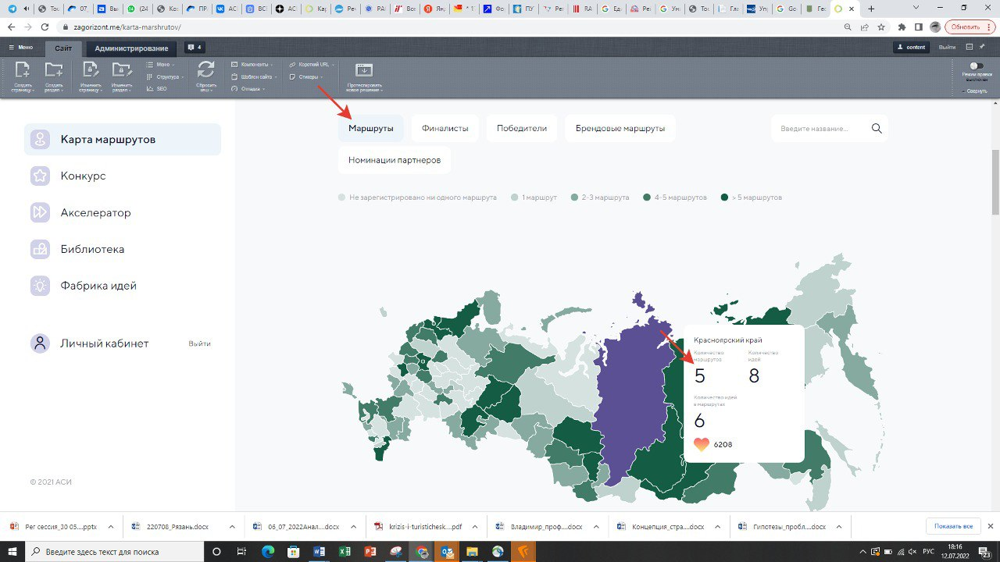 Обновить
zagorizont.me/karta-marshrutov/
Меню
Сайт
Администрирование
4
content
Выйти
Создать страницу
Создать раздел
Изменить страницу
Изменить раздел
Меню
Структура
SEO
Сбросить кеш
Компоненты
Шаблон сайта
Отладка
Короткий URL
Стикеры
Протестировать новое решение
Режим правки
выключен
Свернуть
Карта маршрутов
Конкурс
Акселератор
Библиотека
Фабрика идей
Личный кабинет
Выйти
© 2021 АСИ
Маршруты
Финалисты
Победители
Брендовые маршруты
Введите название...
Номинации партнеров
Не зарегистрировано ни одного маршрута
1 маршрут
2-3 маршрута
4-5 маршрутов
> 5 маршрутов
Красноярский край
Количество маршрутов
Количество идей
5
8
Количество идей
в маршрутах
6
6208
Рег сессия_30 05....pptx
220708_Рязань.docx
06_07_2022Анал....docx
krizis-i-turistichesk....pdf
Владимир_проф....docx
Концепция_стра....docx
Гипотезы_пробл....docx
Показать все
Введите здесь текст для поиска
РУС
18:16
12.07.2022